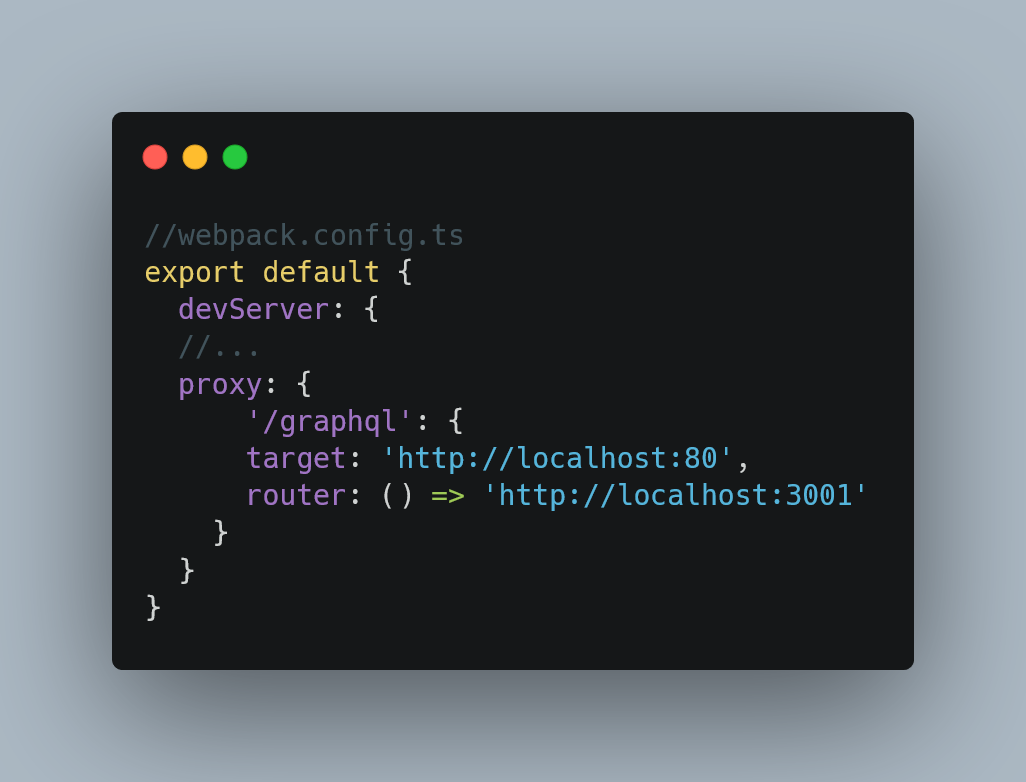 //webpack.config.ts
export default {
  devServer: {
  //...
  proxy: {
      '/graphql': {
      target: 'http://localhost:80',
      router: () => 'http://localhost:3001'
    }
  }
}